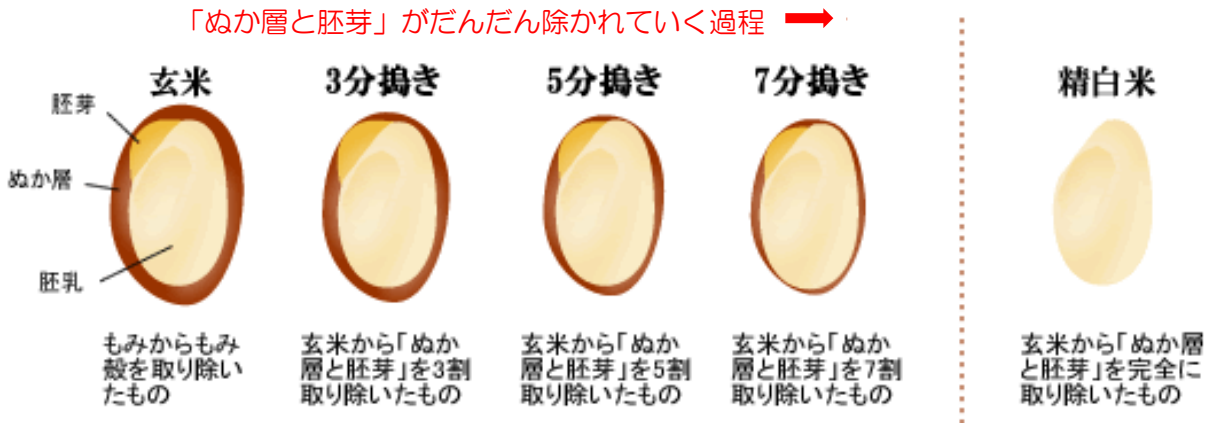 「ぬか層と胚芽」がだんだん除かれていく過程
玄米
3分搗き
5分搗き
7分搗き
精白米
胚芽
ぬか層
胚乳
もみからもみ
殻を取り除い
たもの
玄米から「ぬか
層と胚芽」を3割
取り除いたもの
玄米から「ぬか
層と胚芽」を5割
取り除いたもの
玄米から「ぬか
層と胚芽」を7割
取り除いたもの
玄米から「ぬか層
と胚芽」を完全に
取り除いたもの